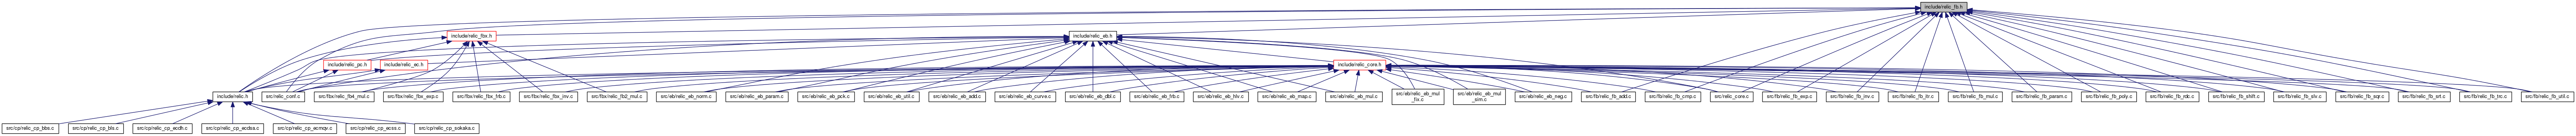 include/relic_fb.h
include/relic_fbx.h
include/relic_eb.h
include/relic_pc.h
include/relic_ec.h
include/relic_core.h
include/relic.h
src/relic_conf.c
src/fbx/relic_fb4_mul.c
src/fbx/relic_fbx_exp.c
src/fbx/relic_fbx_frb.c
src/fbx/relic_fbx_inv.c
src/fbx/relic_fb2_mul.c
src/eb/relic_eb_norm.c
src/eb/relic_eb_param.c
src/eb/relic_eb_pck.c
src/eb/relic_eb_util.c
src/eb/relic_eb_add.c
src/eb/relic_eb_curve.c
src/eb/relic_eb_dbl.c
src/eb/relic_eb_frb.c
src/eb/relic_eb_hlv.c
src/eb/relic_eb_map.c
src/eb/relic_eb_mul.c
src/eb/relic_eb_mul
_fix.c
src/eb/relic_eb_mul
_sim.c
src/eb/relic_eb_neg.c
src/fb/relic_fb_add.c
src/fb/relic_fb_cmp.c
src/relic_core.c
src/fb/relic_fb_exp.c
src/fb/relic_fb_inv.c
src/fb/relic_fb_itr.c
src/fb/relic_fb_mul.c
src/fb/relic_fb_param.c
src/fb/relic_fb_poly.c
src/fb/relic_fb_rdc.c
src/fb/relic_fb_shift.c
src/fb/relic_fb_slv.c
src/fb/relic_fb_sqr.c
src/fb/relic_fb_srt.c
src/fb/relic_fb_trc.c
src/fb/relic_fb_util.c
src/cp/relic_cp_bbs.c
src/cp/relic_cp_bls.c
src/cp/relic_cp_ecdh.c
src/cp/relic_cp_ecdsa.c
src/cp/relic_cp_ecmqv.c
src/cp/relic_cp_ecss.c
src/cp/relic_cp_sokaka.c